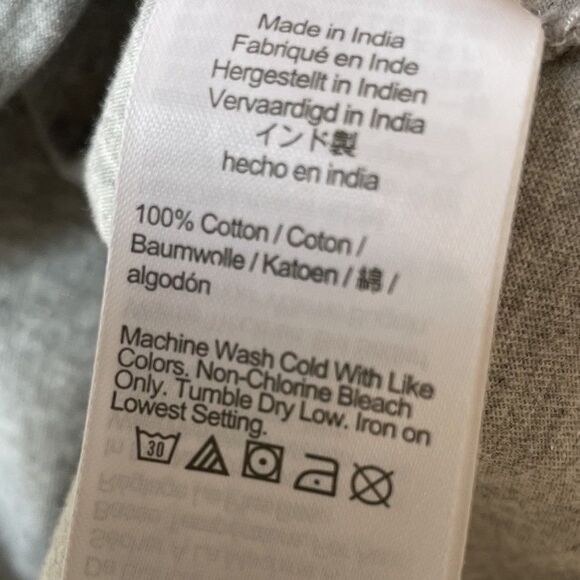 Made in India
Fabriqué en Inde
Hergestellt in Indien
Vervaardigd in India
インド製
hecho en india
100% Cotton / Coton /
Baumwolle / Katoen / 綿 /
algodón
Machine Wash Cold With Like
Colors. Non-Chlorine Bleach
Only. Tumble Dry Low. Iron on
Lowest Setting.
30